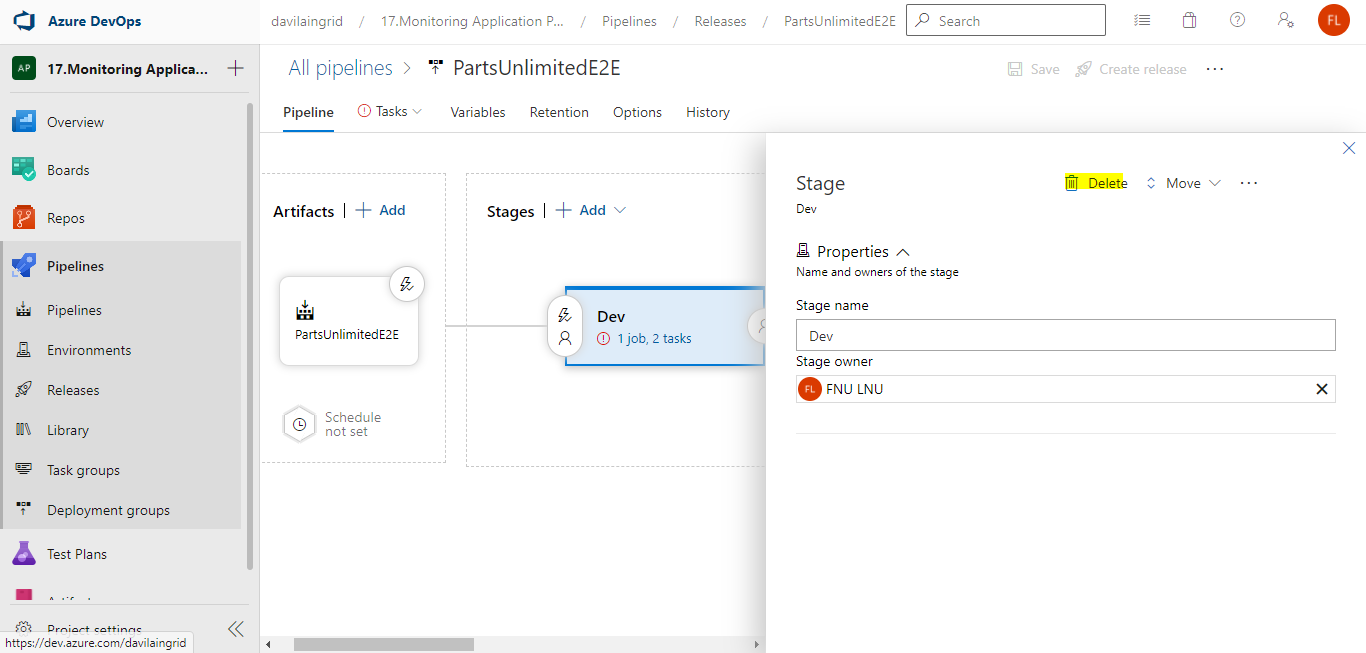 Azure DevOps
davilaingrid / 17.Monitoring Application P... / Pipelines / Releases / PartsUnlimitedE2E
Search
FL
AP 17.Monitoring Applica...
All pipelines > PartsUnlimitedE2E
Save Create release ...
Pipeline Tasks Variables Retention Options History
Overview
Boards
Repos
Pipelines
Pipelines
Environments
Releases
Library
Task groups
Deployment groups
Test Plans
Project settings
https://dev.azure.com/davilaingrid
Artifacts | + Add
PartsUnlimitedE2E
Schedule
not set
Stages | + Add
Dev
1 job, 2 tasks
Stage
Delete Move ...
Dev
Properties
Name and owners of the stage
Stage name
Dev
Stage owner
FL FNU LNU